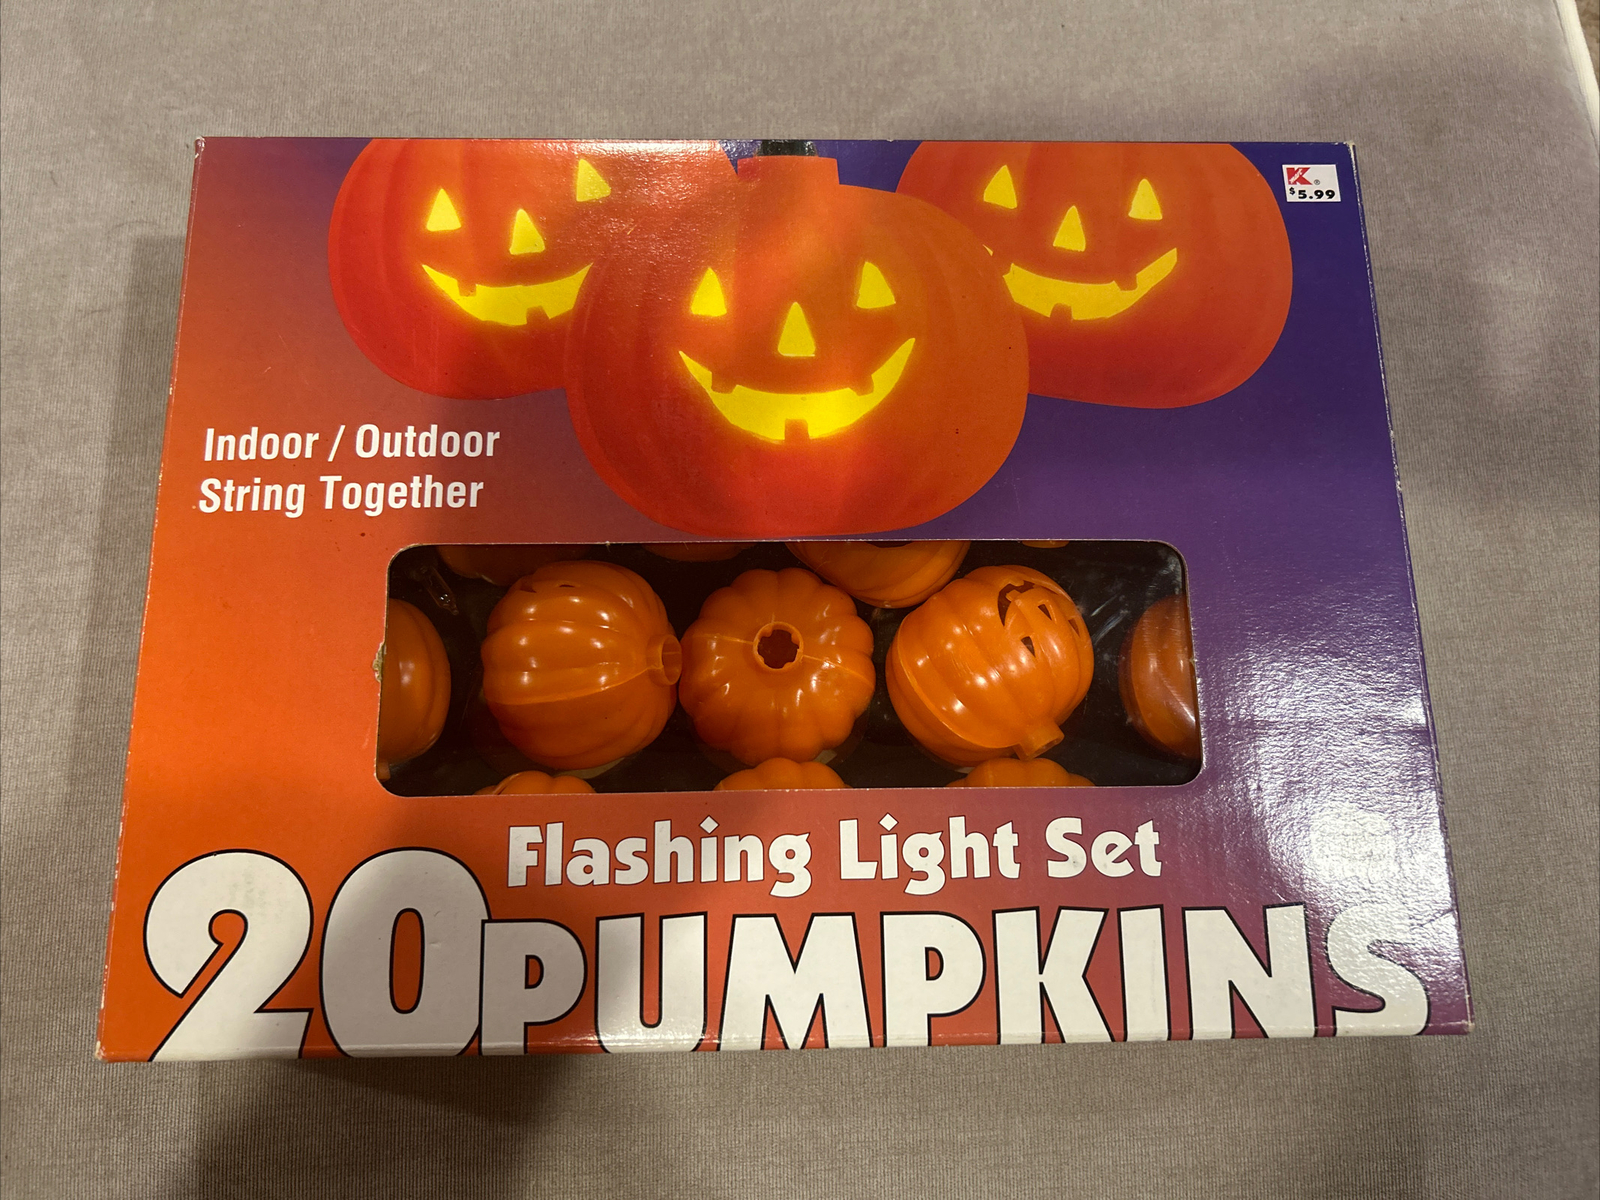 K®
$5.99
Indoor / Outdoor
String Together
Flashing Light Set
20 PUMPKINS